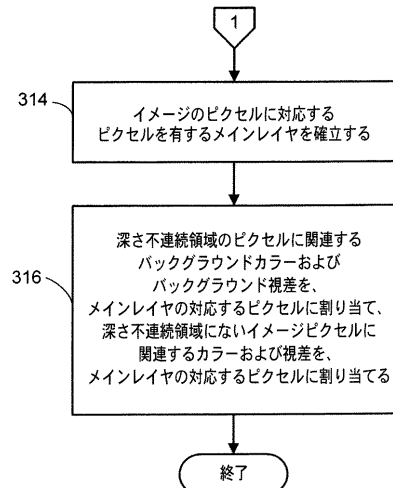 1
314
イメージのピクセルに対応する
ピクセルを有するメインレイヤを確立する
316
深さ不連続領域のピクセルに関連する
バックグラウンドカラーおよび
バックグラウンド視差を、
メインレイヤの対応するピクセルに割り当て、
深さ不連続領域にないイメージピクセルに
関連するカラーおよび視差を、
メインレイヤの対応するピクセルに割り当てる
終了